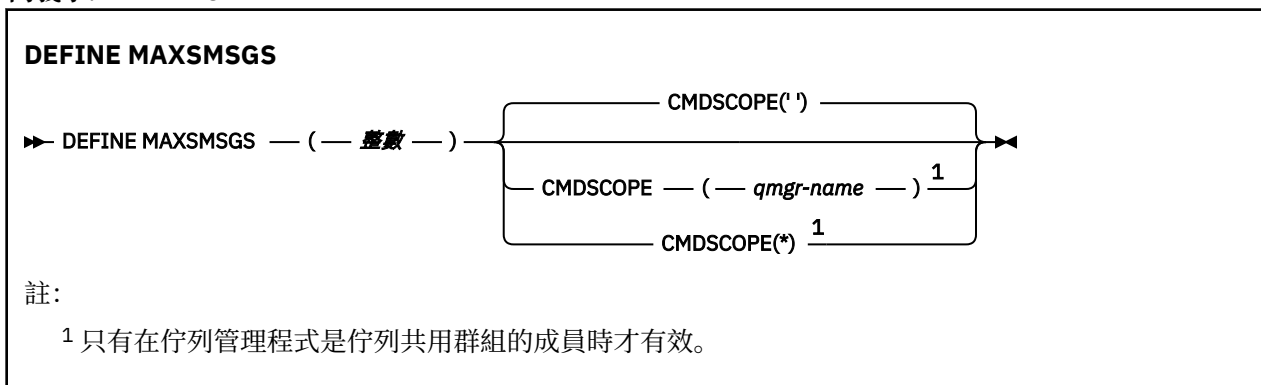 DEFINE MAXSMSGS
CMDSCOPE(' ')
DEFINE MAXSMSGS ( 整數 )
CMDSCOPE ( qmgr-name ) 1
CMDSCOPE(*) 1
註:
1 只有在佇列管理程式是佇列共用群組的成員時才有效。